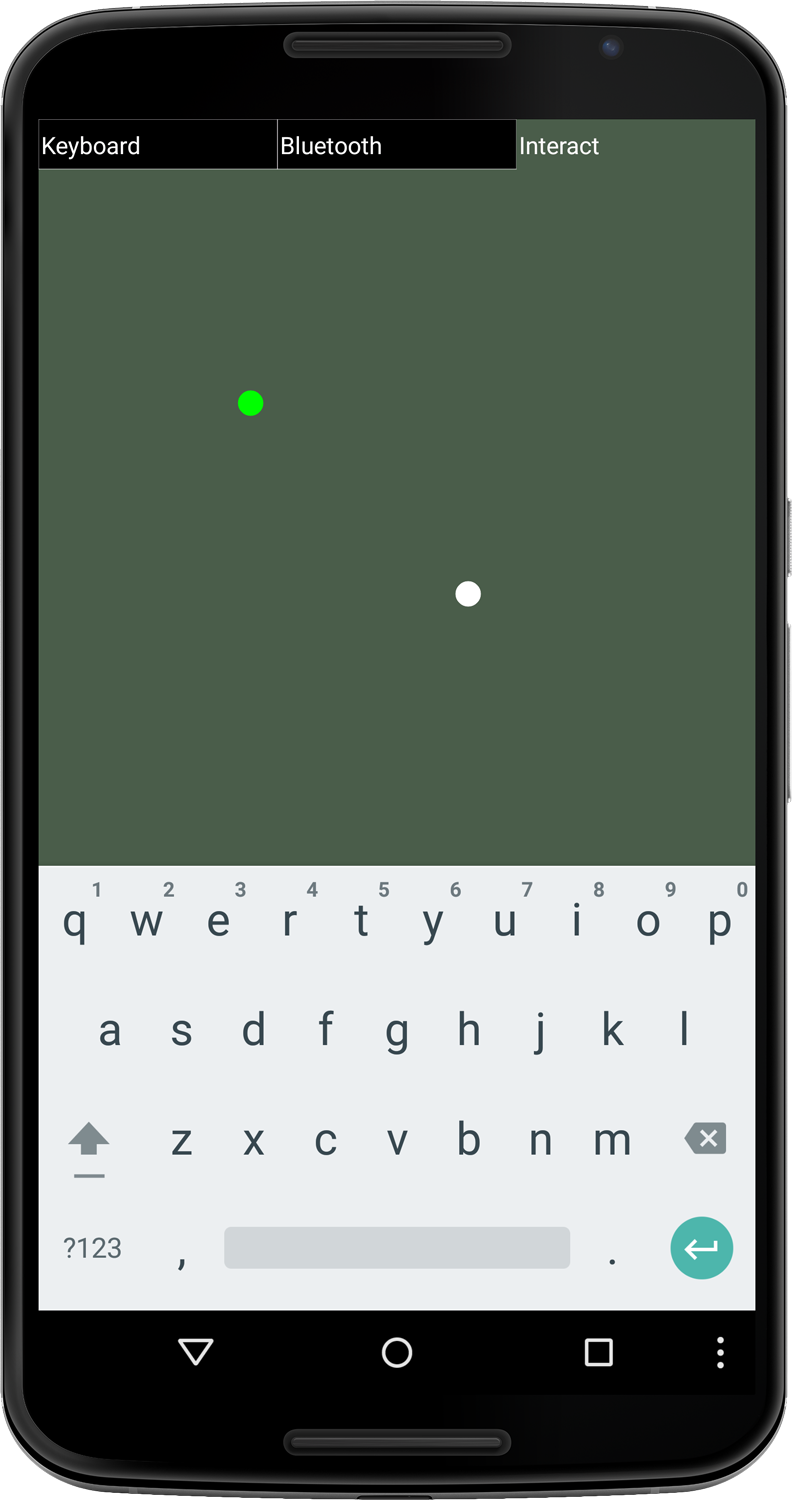 Keyboard Bluetooth Interact
1 2 3 4 5 6 7 8 9 0
q w e r t y u i o p
a s d f g h j k l
z x c v b n m
?123 , .